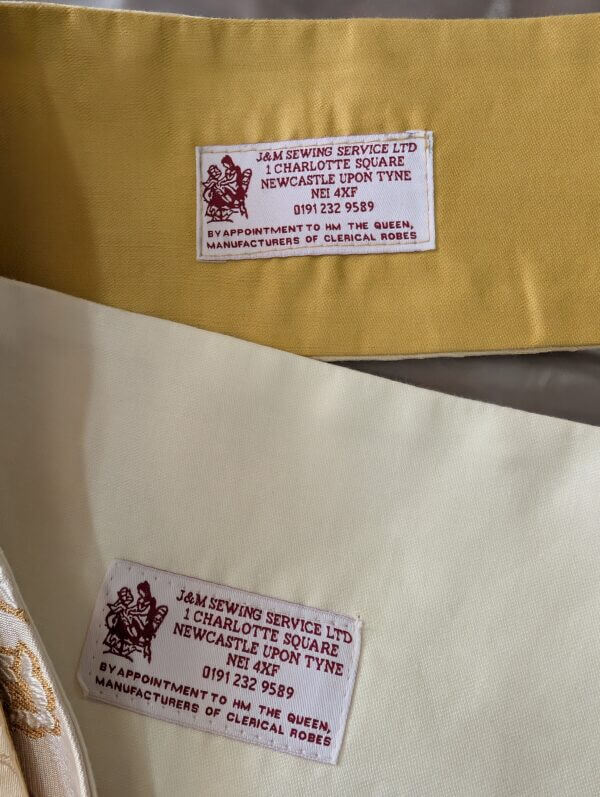 J&M SEWING SERVICE LTD
1 CHARLOTTE SQUARE
NEWCASTLE UPON TYNE
NE1 4XF
0191 232 9589
BY APPOINTMENT TO HM THE QUEEN,
MANUFACTURERS OF CLERICAL ROBES
J&M SEWING SERVICE LTD
1 CHARLOTTE SQUARE
NEWCASTLE UPON TYNE
NE1 4XF
0191 232 9589
BY APPOINTMENT TO HM THE QUEEN,
MANUFACTURERS OF CLERICAL ROBES